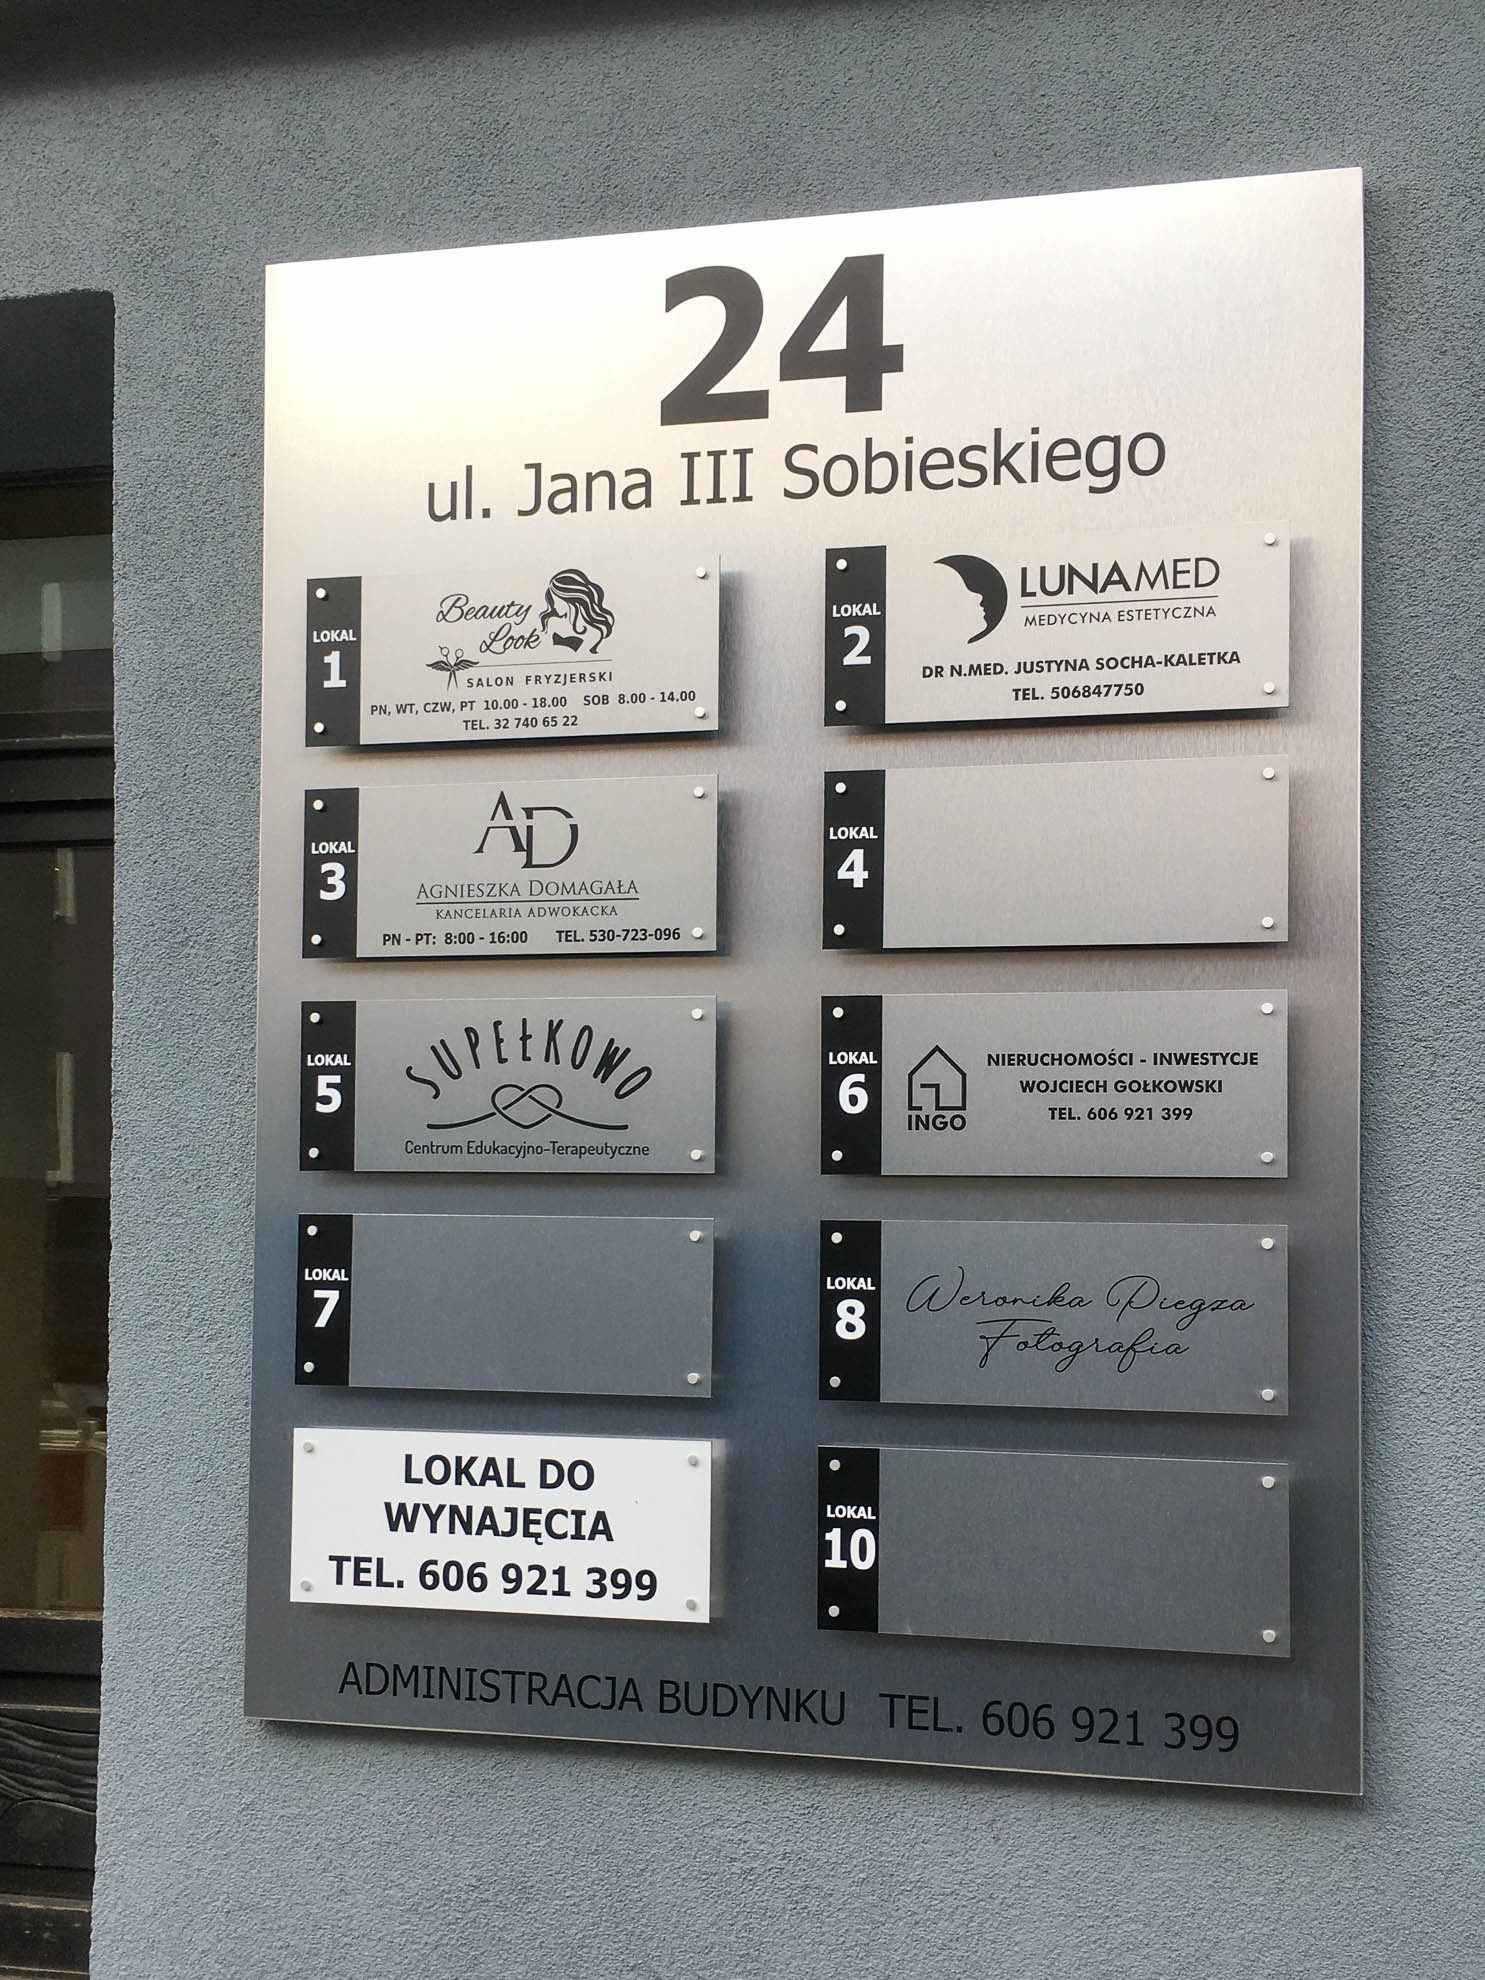 24
ul. Jana III Sobieskiego
LOKAL
1
Beauty
Look
SALON FRYZJERSKI
PN, WT, CZW, PT 10.00 - 18.00 SOB 8.00 - 14.00
TEL. 32 740 65 22
LOKAL
2
LUNAMED
MEDYCYNA ESTETYCZNA
DR N.MED. JUSTYNA SOCHA-KALETKA
TEL. 506847750
LOKAL
3
AD
AGNIESZKA DOMAGAŁA
KANCELARIA ADWOKACKA
PN - PT: 8:00 - 16:00 TEL. 530-723-096
LOKAL
4
LOKAL
5
SUPEŁKOWO
Centrum Edukacyjno-Terapeutyczne
LOKAL
6
INGO
NIERUCHOMOŚCI - INWESTYCJE
WOJCIECH GOŁKOWSKI
TEL. 606 921 399
LOKAL
7
LOKAL
8
Weronika Piegza
Fotografia
LOKAL DO
WYNAJĘCIA
TEL. 606 921 399
LOKAL
10
ADMINISTRACJA BUDYNKU TEL. 606 921 399